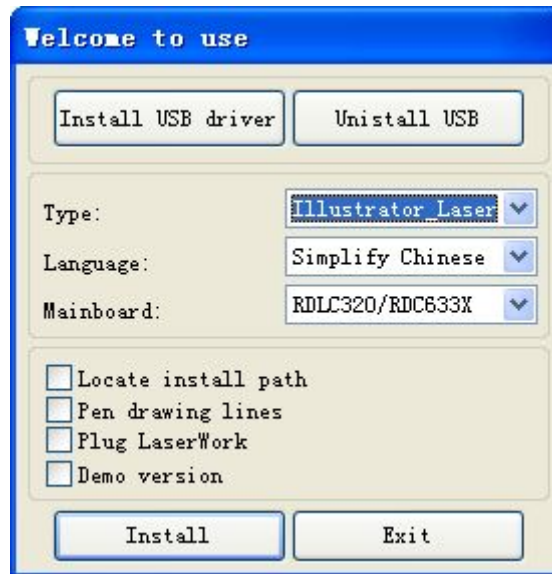 Welcome to use
Install USB driver Unistall USB
Type: Illustrator_Laser
Language: Simplify Chinese
Mainboard: RDLC320/RDC633X
Locate install path
Pen drawing lines
Plug LaserWork
Demo version
Install Exit